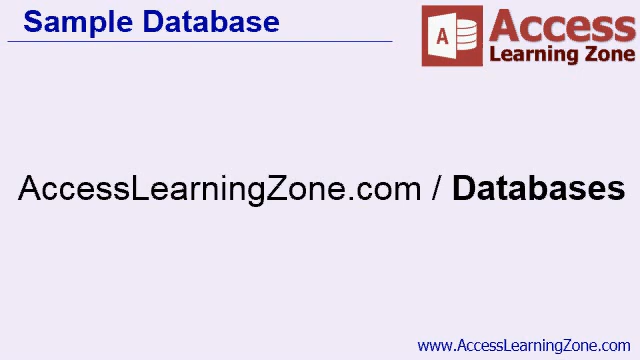 Sample Database
A
Access
Learning Zone
AccessLearningZone.com / Databases
www.AccessLearningZone.com